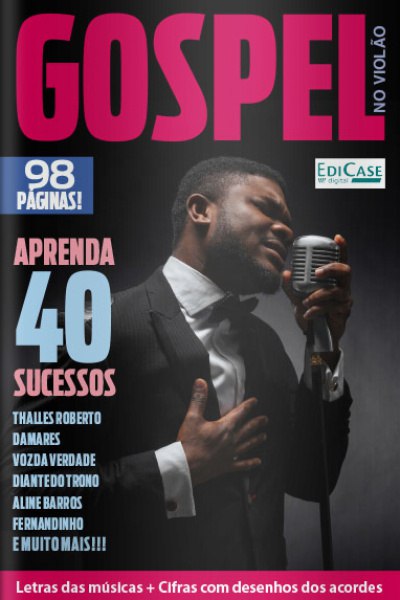 GOSPEL
NO VIOLÃO
98
PÁGINAS!
EDICASE
digital
APRENDA
40
SUCESSOS
THALLES ROBERTO
DAMARES
VOZ DA VERDADE
DIANTE DO TRONO
ALINE BARROS
FERNANDINHO
E MUITO MAIS!!!
Letras das músicas + Cifras com desenhos dos acordes